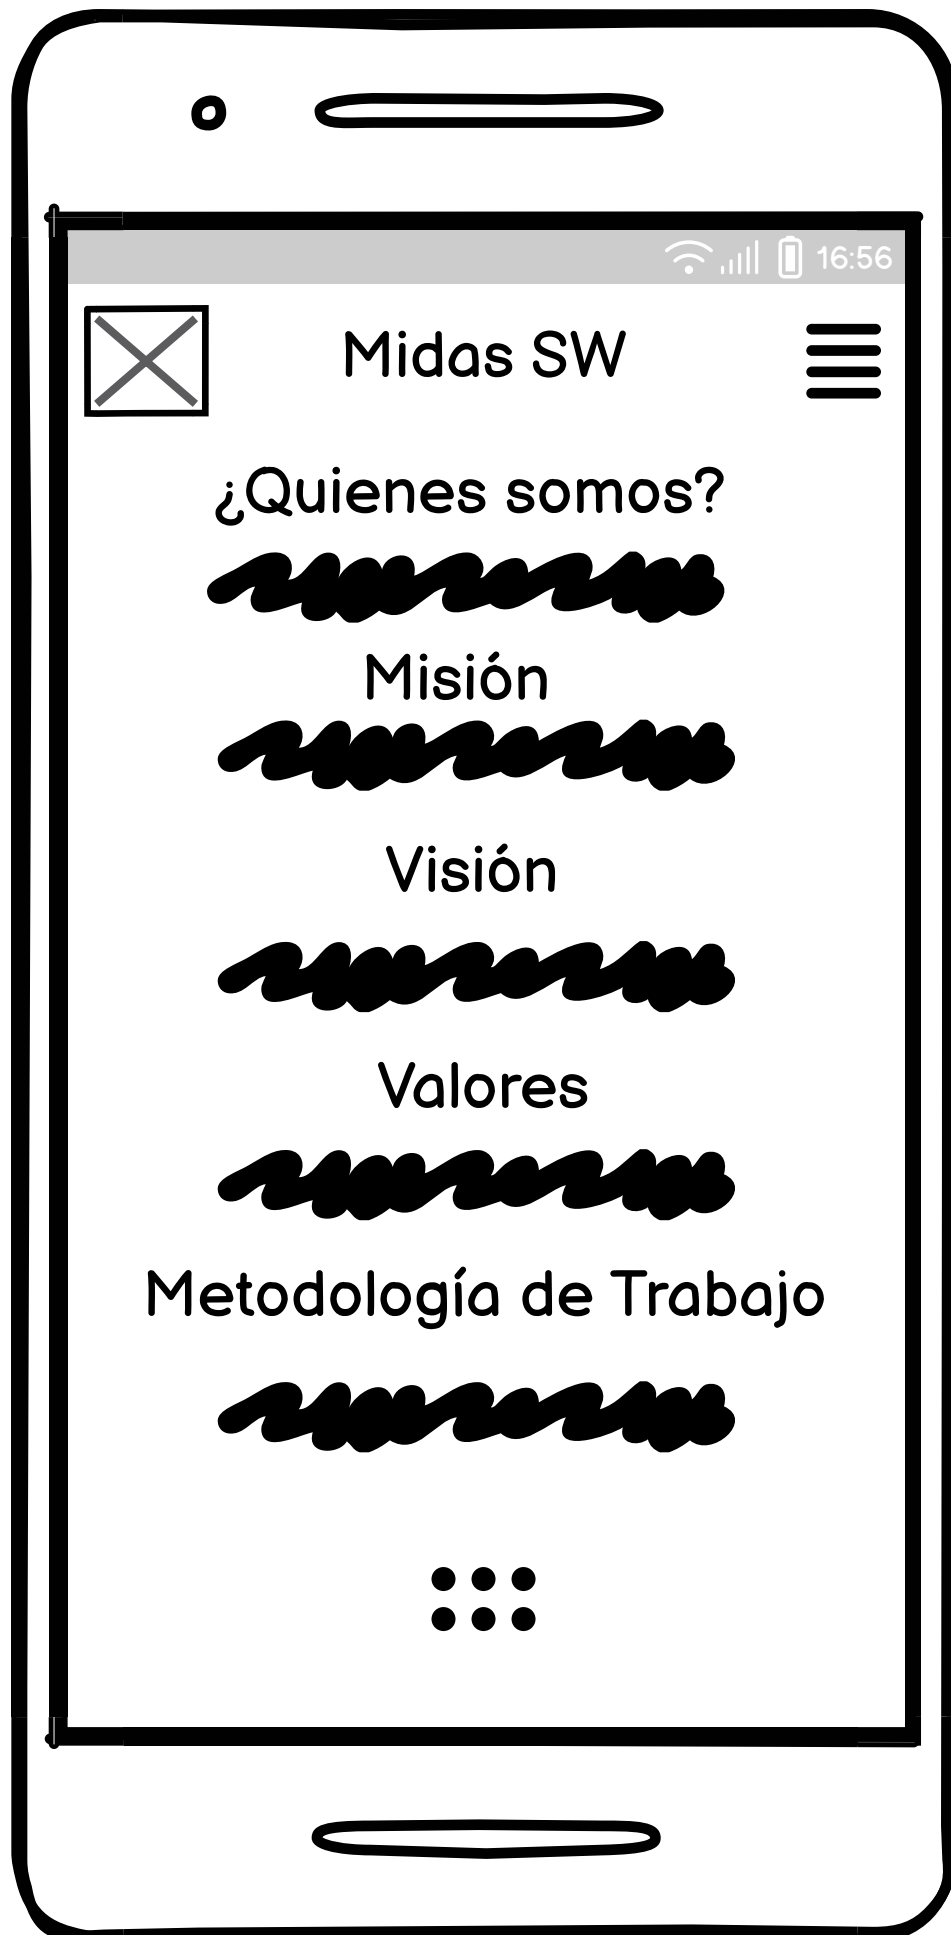 16:56
Midas SW
¿Quienes somos?
Misión
Visión
Valores
Metodología de Trabajo